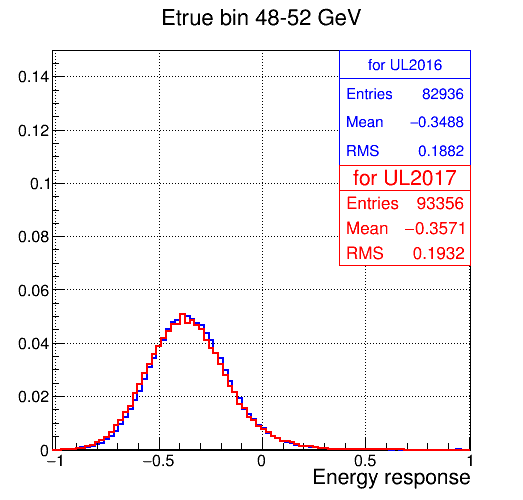 Etrue bin 48-52 GeV
for UL2016
Entries 82936
Mean −0.3488
RMS 0.1882
for UL2017
Entries 93356
Mean −0.3571
RMS 0.1932
0.14
0.12
0.1
0.08
0.06
0.04
0.02
0
−1 −0.5 0 0.5 1
Energy response